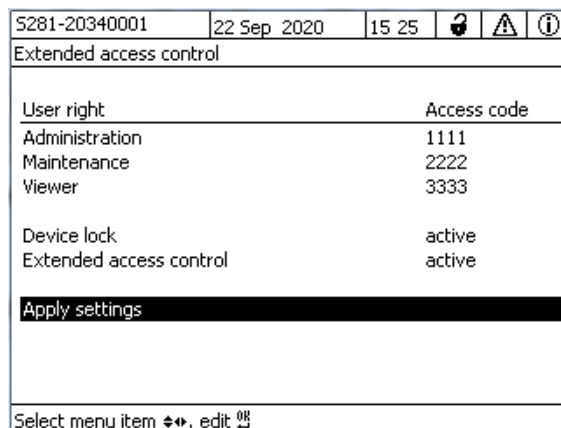 S281-20340001 22 Sep 2020 15 25
Extended access control
User right Access code
Administration 1111
Maintenance 2222
Viewer 3333
Device lock active
Extended access control active
Apply settings
Select menu item , edit OK